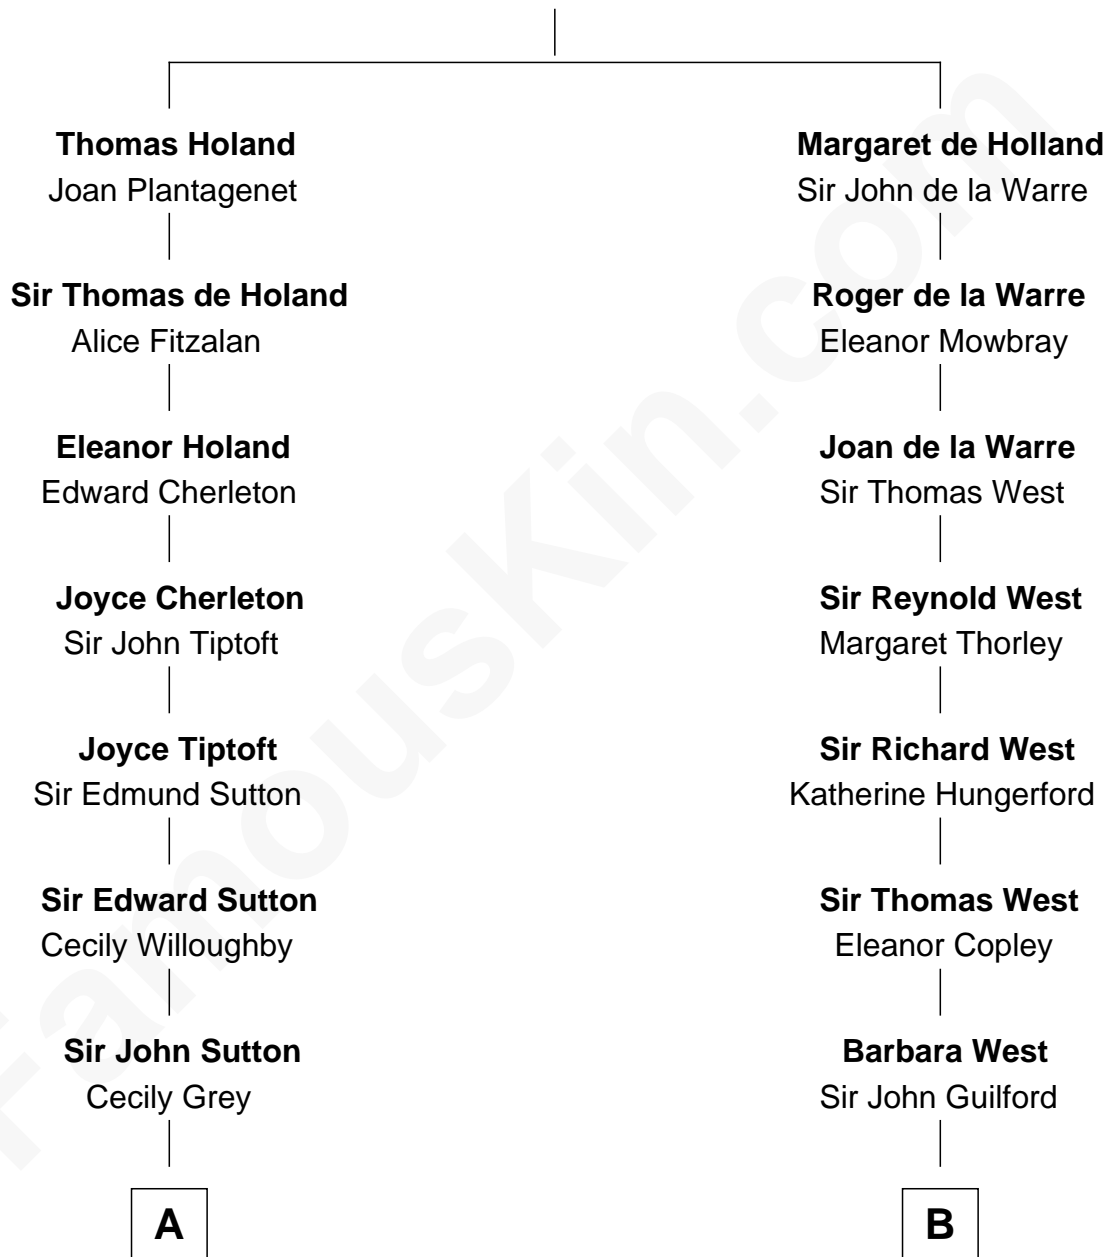 Thomas Holand
Joan Plantagenet
Margaret de Holland
Sir John de la Warre
Sir Thomas de Holand
Alice Fitzalan
Roger de la Warre
Eleanor Mowbray
Eleanor Holand
Edward Cherleton
Joan de la Warre
Sir Thomas West
Joyce Cherleton
Sir John Tiptoft
Sir Reynold West
Margaret Thorley
Joyce Tiptoft
Sir Edmund Sutton
Sir Richard West
Katherine Hungerford
Sir Edward Sutton
Cecily Willoughby
Sir Thomas West
Eleanor Copley
Sir John Sutton
Cecily Grey
Barbara West
Sir John Guilford
A
B
FamousKin.com